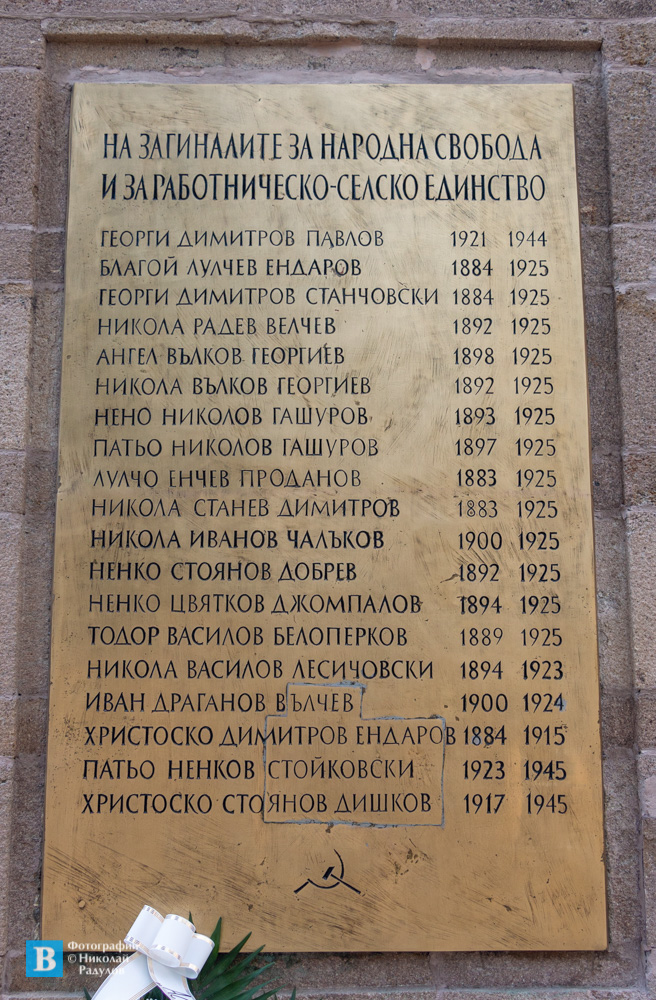 НА ЗАГИНАЛИТЕ ЗА НАРОДНА СВОБОДА
И ЗА РАБОТНИЧЕСКО-СЕЛСКО ЕДИНСТВО
ГЕОРГИ ДИМИТРОВ ПАВЛОВ 1921 1944
БЛАГОЙ ЛУЛЧЕВ ЕНДАРОВ 1884 1925
ГЕОРГИ ДИМИТРОВ СТАНЧОВСКИ 1884 1925
НИКОЛА РАДЕВ ВЕЛЧЕВ 1892 1925
АНГЕЛ ВЪЛКОВ ГЕОРГИЕВ 1898 1925
НИКОЛА ВЪЛКОВ ГЕОРГИЕВ 1892 1925
НЕНО НИКОЛОВ ГАШУРОВ 1893 1925
ПАТЬО НИКОЛОВ ГАШУРОВ 1897 1925
ЛУЛЧО ЕНЧЕВ ПРОДАНОВ 1883 1925
НИКОЛА СТАНЕВ ДИМИТРОВ 1883 1925
НИКОЛА ИВАНОВ ЧАЛЪКОВ 1900 1925
НЕНКО СТОЯНОВ ДОБРЕВ 1892 1925
НЕНКО ЦВЯТКОВ ДЖОМПАЛОВ 1894 1925
ТОДОР ВАСИЛОВ БЕЛОПЕРКОВ 1889 1925
НИКОЛА ВАСИЛОВ ЛЕСИЧОВСКИ 1894 1923
ИВАН ДРАГАНОВ ВЪЛЧЕВ 1900 1924
ХРИСТОСКО ДИМИТРОВ ЕНДАРОВ 1884 1915
ПАТЬО НЕНКОВ СТОЙКОВСКИ 1923 1945
ХРИСТОСКО СТОЯНОВ ДИШКОВ 1917 1945
B
Фотография
© Николай
Радулов